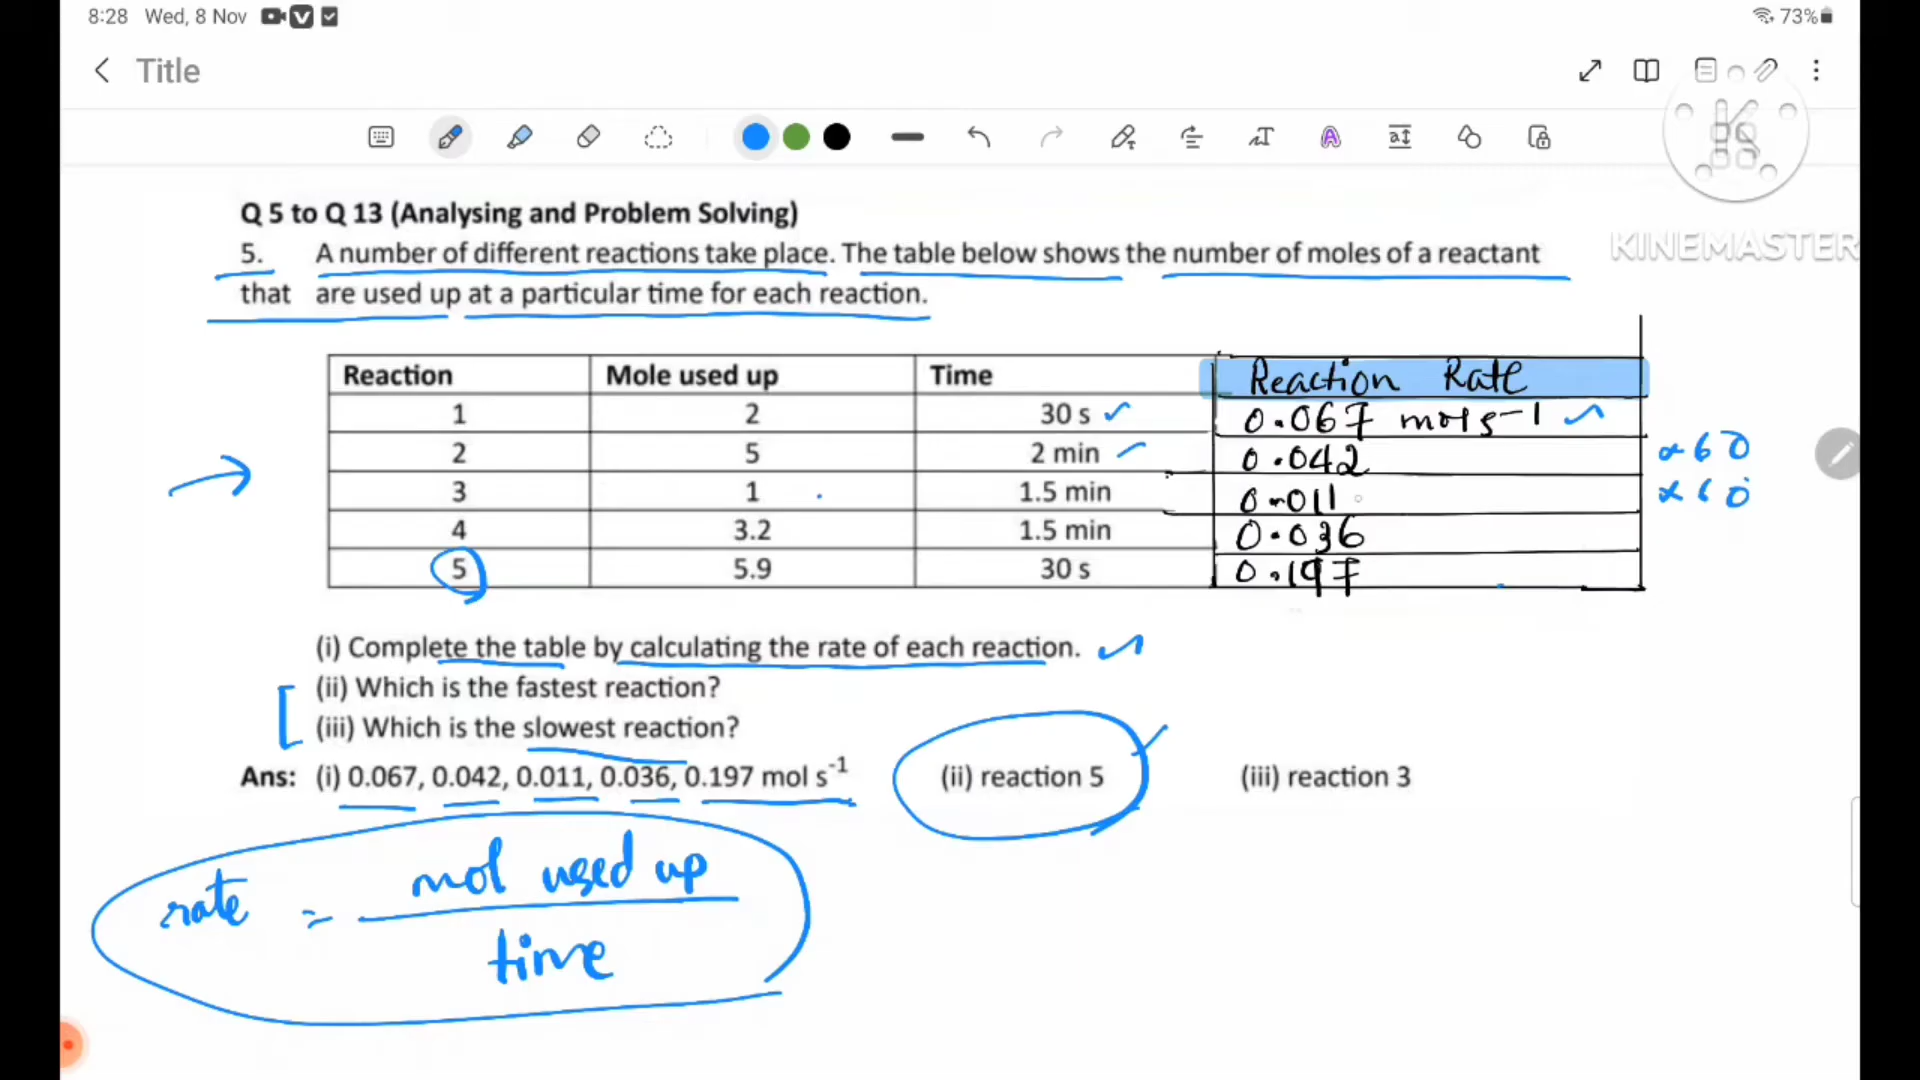 8:28 Wed, 8 Nov
73%
Title
KINEMASTER
Q 5 to Q 13 (Analysing and Problem Solving)
5. A number of different reactions take place. The table below shows the number of moles of a reactant
that are used up at a particular time for each reaction.
Reaction Mole used up Time Reaction Rate
1 2 30 s 0.067 mol s-1
2 5 2 min 0.042 × 60
3 1 1.5 min 0.011 × 60
4 3.2 1.5 min 0.036
5 5.9 30 s 0.197
(i) Complete the table by calculating the rate of each reaction.
(ii) Which is the fastest reaction?
(iii) Which is the slowest reaction?
Ans: (i) 0.067, 0.042, 0.011, 0.036, 0.197 mol s-1 (ii) reaction 5 (iii) reaction 3
rate = mol used up
time